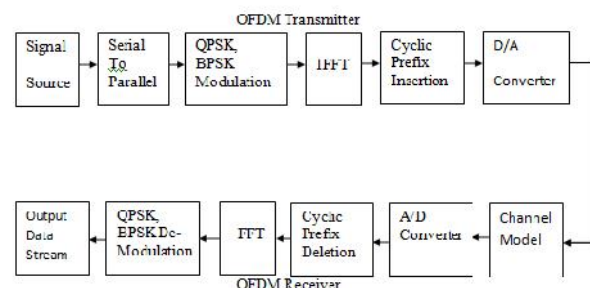 OFDM Transmitter
Signal
Source
Serial
To
Parallel
QPSK,
BPSK
Modulation
IFFT
Cyclic
Prefix
Insertion
D/A
Converter
Output
Data
Stream
QPSK,
BPSK De-
Modulation
FFT
Cyclic
Prefix
Deletion
A/D
Converter
Channel
Model
OFDM Receiver